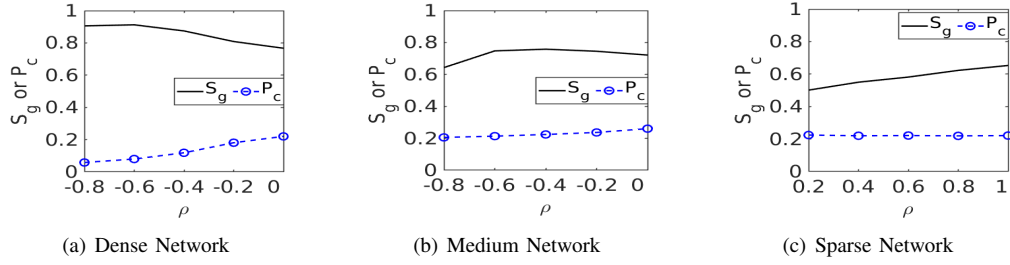 1
0.8
0.6
0.4
0.2
0
S_g or P_c
S_g P_c
-0.8 -0.6 -0.4 -0.2 0
ρ
(a) Dense Network
1
0.8
0.6
0.4
0.2
0
S_g or P_c
S_g P_c
-0.8 -0.6 -0.4 -0.2 0
ρ
(b) Medium Network
1
0.8
0.6
0.4
0.2
0
S_g or P_c
S_g P_c
0.2 0.4 0.6 0.8 1
ρ
(c) Sparse Network